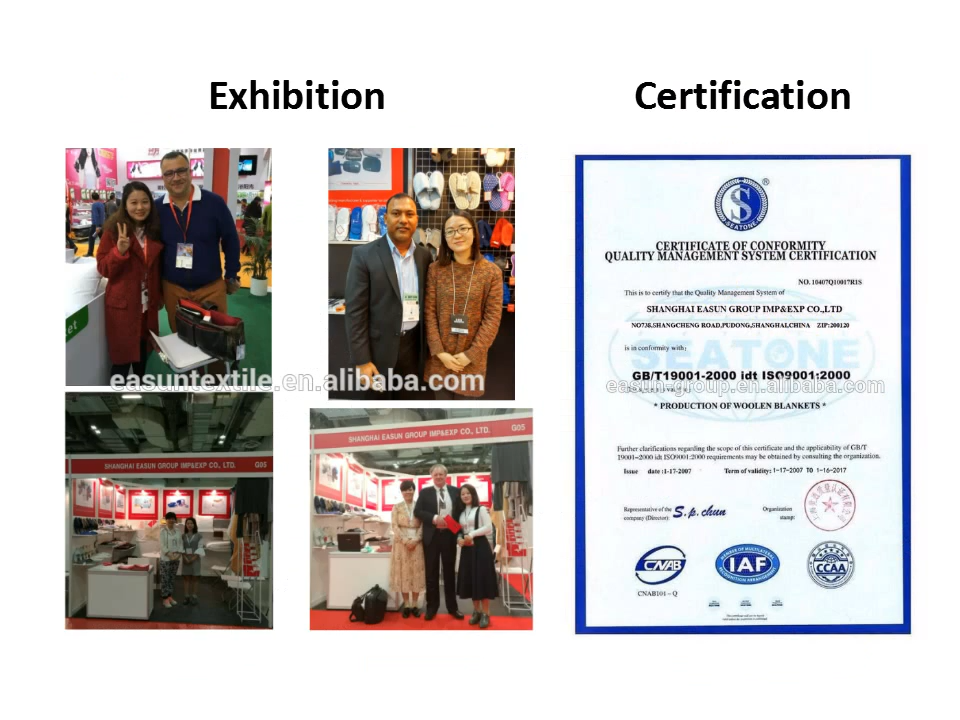 Exhibition
Certification
SHANGHAI EASUN GROUP IMP&EXP CO., LTD.
G05
SHANGHAI EASUN GROUP IMP&EXP CO., LTD.
G05
easuntextile.en.alibaba.com
SEATONE
®
CERTIFICATE OF CONFORMITY
QUALITY MANAGEMENT SYSTEM CERTIFICATION
NO. 10407Q10017R1S
This is to certify that the Quality Management System of
SHANGHAI EASUN GROUP IMP&EXP CO.,LTD
NO738.SHANGCHENG ROAD,PUDONG,SHANGHAI,CHINA ZIP:200120
is in conformity with:
SEATONE
GB/T19001-2000 idt ISO9001:2000
easun-group.en.alibaba.com
* PRODUCTION OF WOOLEN BLANKETS *
Further clarifications regarding the scope of this certificate and the applicability of GB/T
19001-2000 idt ISO9001:2000 requirements may be obtained by consulting the organization.
Issue date :1-17-2007 Term of validity: 1-17-2007 TO 1-16-2017
Representative of the
company (Director):
S.p.chun
Organization
stamp:
CNAB
CNAB101-Q
MEMBER OF MULTILATERAL
IAF
RECOGNITION ARRANGEMENT
CCAA